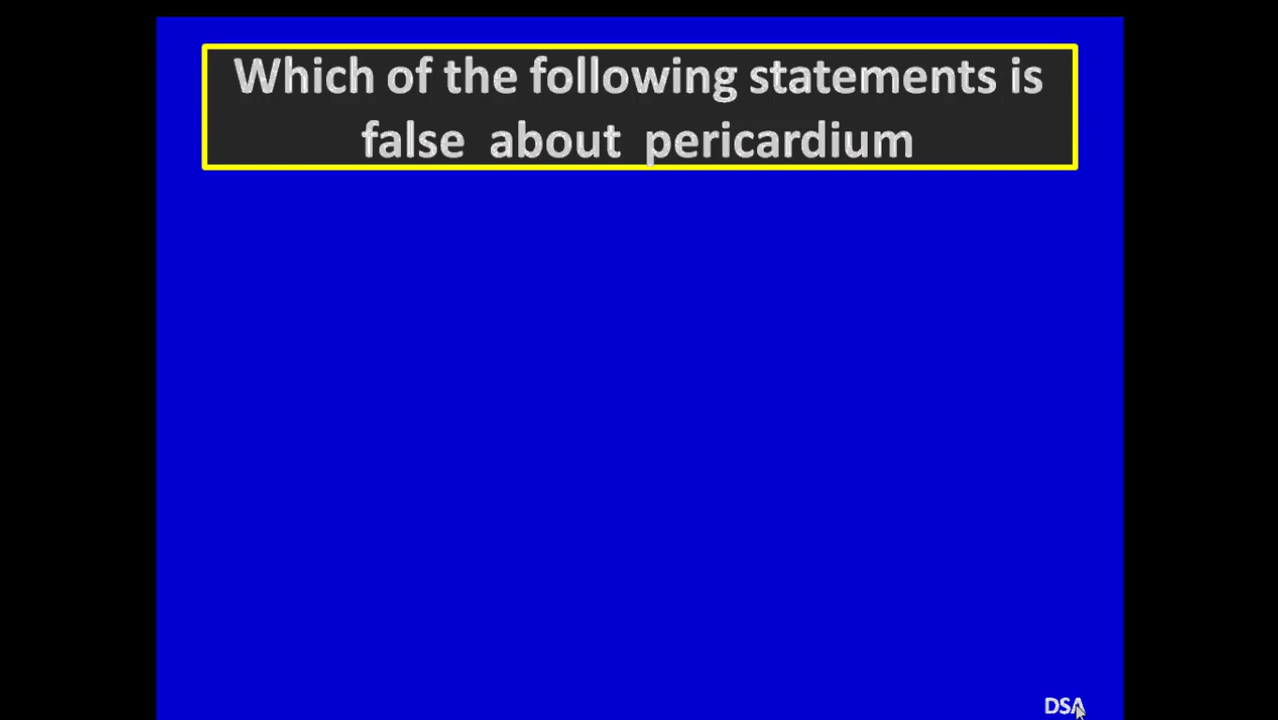 Which of the following statements is
false about pericardium
DSA